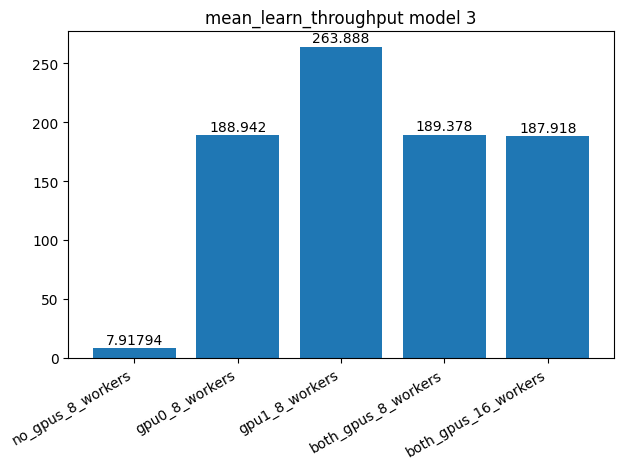 mean_learn_throughput model 3
250
200
150
100
50
0
7.91794
188.942
263.888
189.378
187.918
no_gpus_8_workers
gpu0_8_workers
gpu1_8_workers
both_gpus_8_workers
both_gpus_16_workers